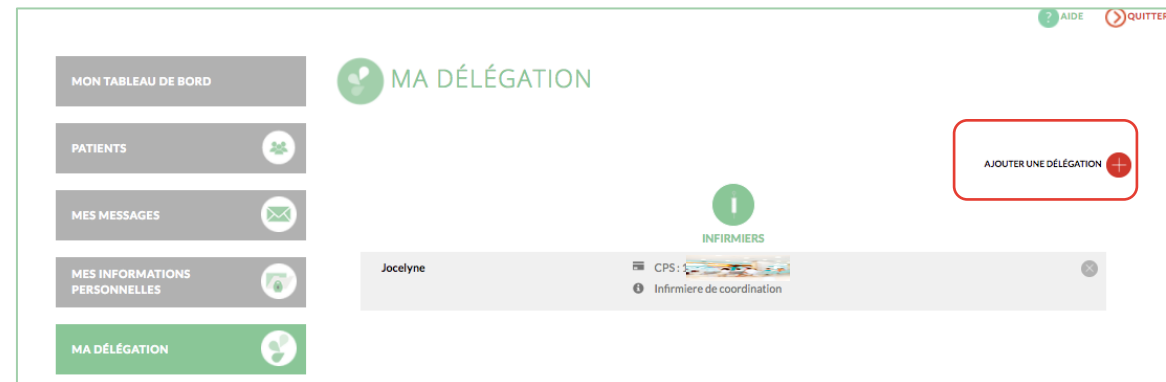 ? AIDE
QUITTER
MON TABLEAU DE BORD
PATIENTS
MES MESSAGES
MES INFORMATIONS
PERSONNELLES
MA DÉLÉGATION
MA DÉLÉGATION
AJOUTER UNE DÉLÉGATION
i
INFIRMIERS
Jocelyne
CPS :
Infirmiere de coordination